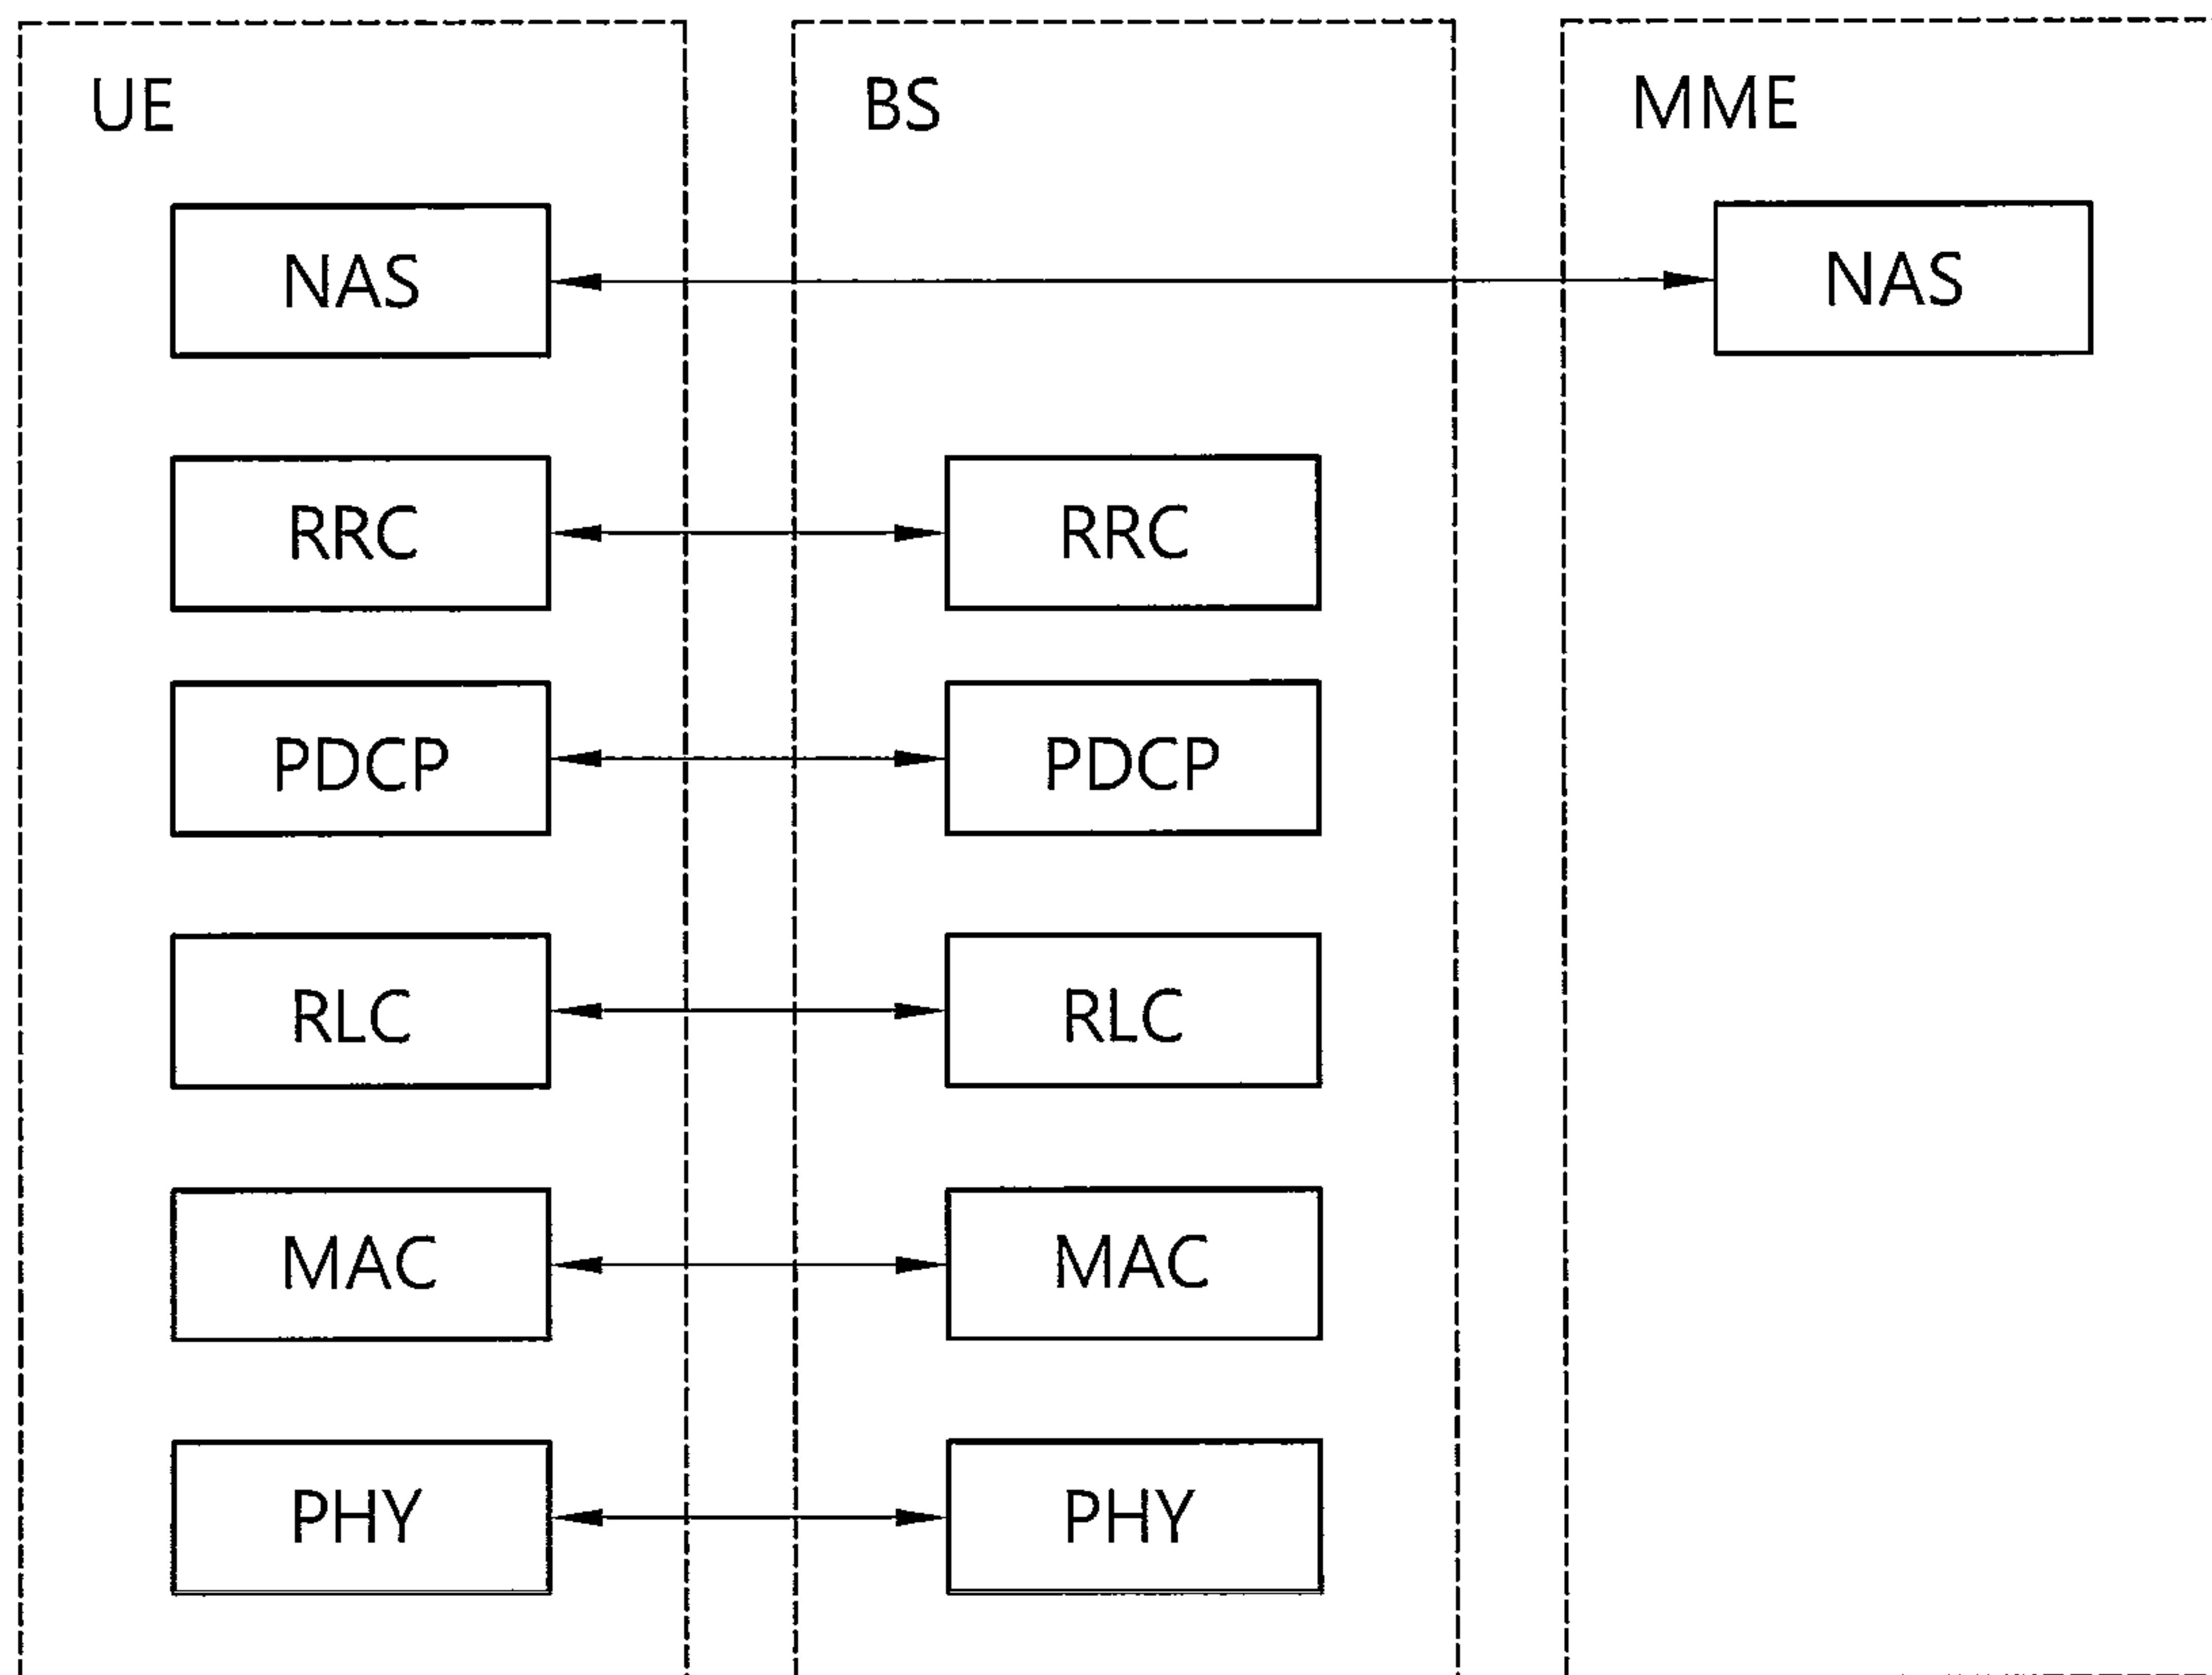 UE BS MME
NAS NAS
RRC RRC
PDCP PDCP
RLC RLC
MAC MAC
PHY PHY